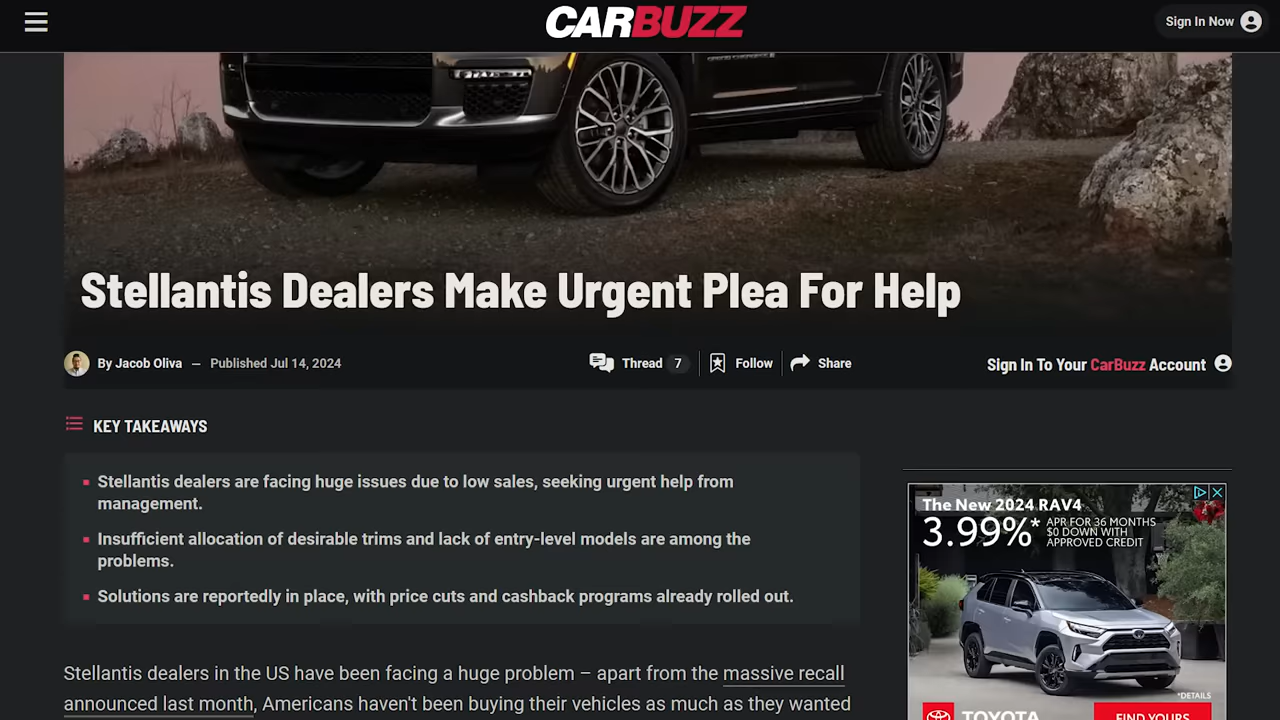 CARBUZZ
Sign In Now
Stellantis Dealers Make Urgent Plea For Help
By Jacob Oliva — Published Jul 14, 2024
Thread 7
Follow
Share
Sign In To Your CarBuzz Account
KEY TAKEAWAYS
Stellantis dealers are facing huge issues due to low sales, seeking urgent help from
management.
Insufficient allocation of desirable trims and lack of entry-level models are among the
problems.
Solutions are reportedly in place, with price cuts and cashback programs already rolled out.
Stellantis dealers in the US have been facing a huge problem – apart from the massive recall
announced last month, Americans haven't been buying their vehicles as much as they wanted
The New 2024 RAV4
3.99%*
APR FOR 36 MONTHS
$0 DOWN WITH
APPROVED CREDIT
*DETAILS
TOYOTA
FIND YOURS